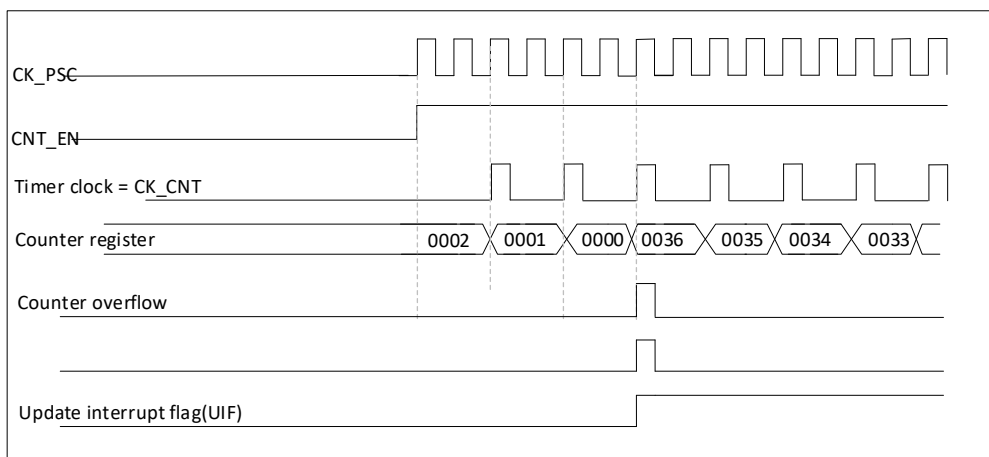 CK_PSC
CNT_EN
Timer clock = CK_CNT
Counter register 0002 0001 0000 0036 0035 0034 0033
Counter overflow
Update interrupt flag(UIF)